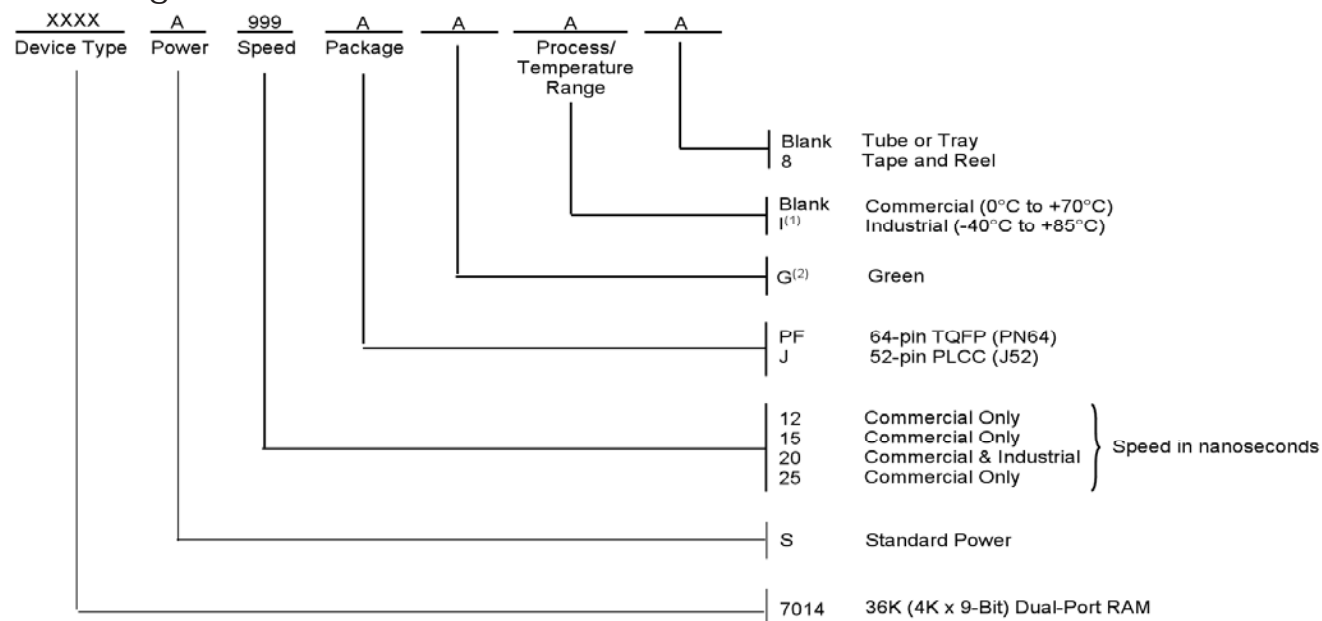 XXXX A 999 A A A A
Device Type Power Speed Package Process/
Temperature
Range
Blank Tube or Tray
8 Tape and Reel
Blank Commercial (0°C to +70°C)
I(1) Industrial (-40°C to +85°C)
G(2) Green
PF 64-pin TQFP (PN64)
J 52-pin PLCC (J52)
12 Commercial Only
15 Commercial Only
20 Commercial & Industrial
25 Commercial Only
Speed in nanoseconds
S Standard Power
7014 36K (4K x 9-Bit) Dual-Port RAM